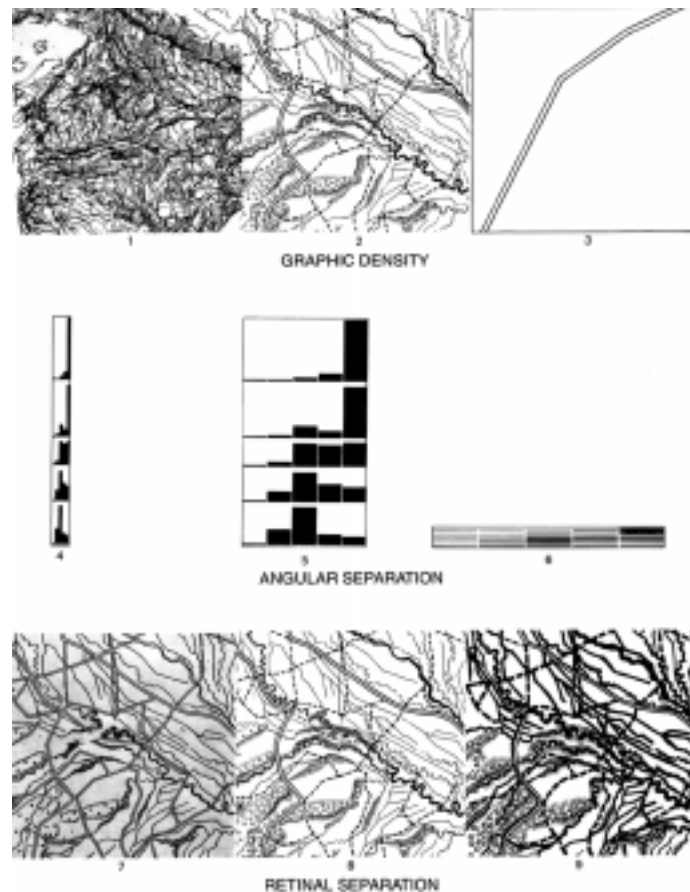 1 2 3
GRAPHIC DENSITY
4 5 6
ANGULAR SEPARATION
7 8 9
RETINAL SEPARATION